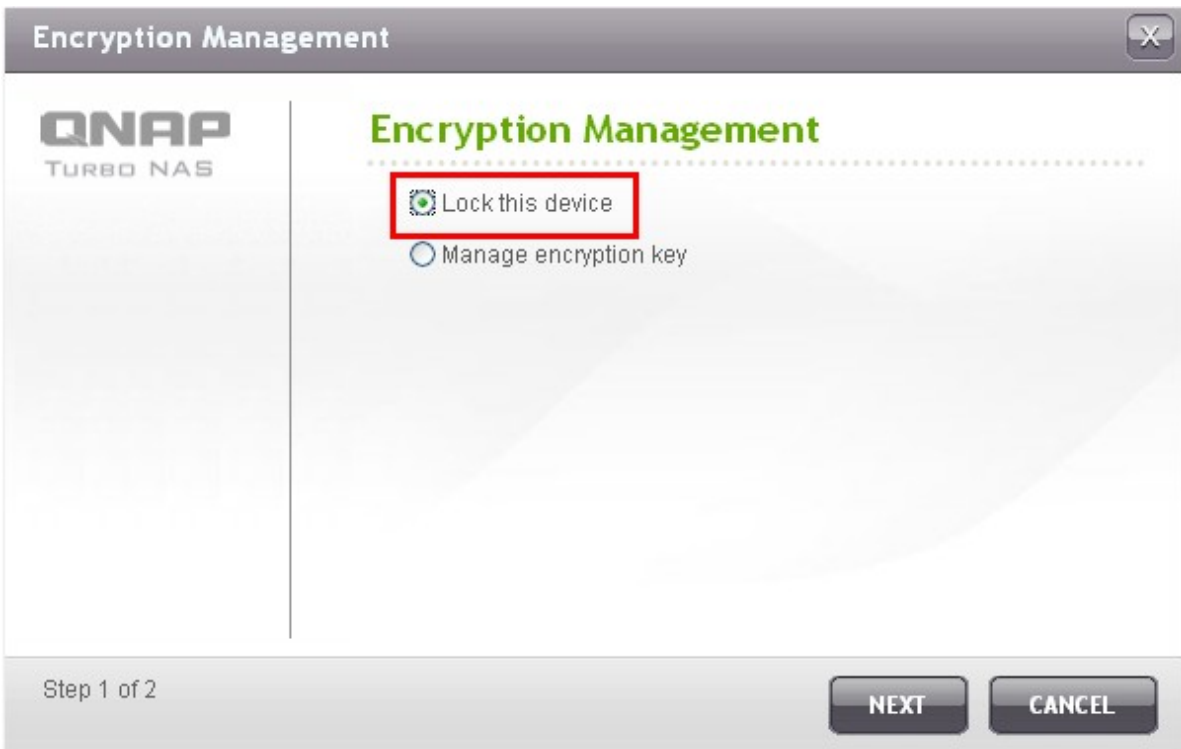 Encryption Management
X
QNAP
TURBO NAS
Encryption Management
Lock this device
Manage encryption key
Step 1 of 2
NEXT
CANCEL